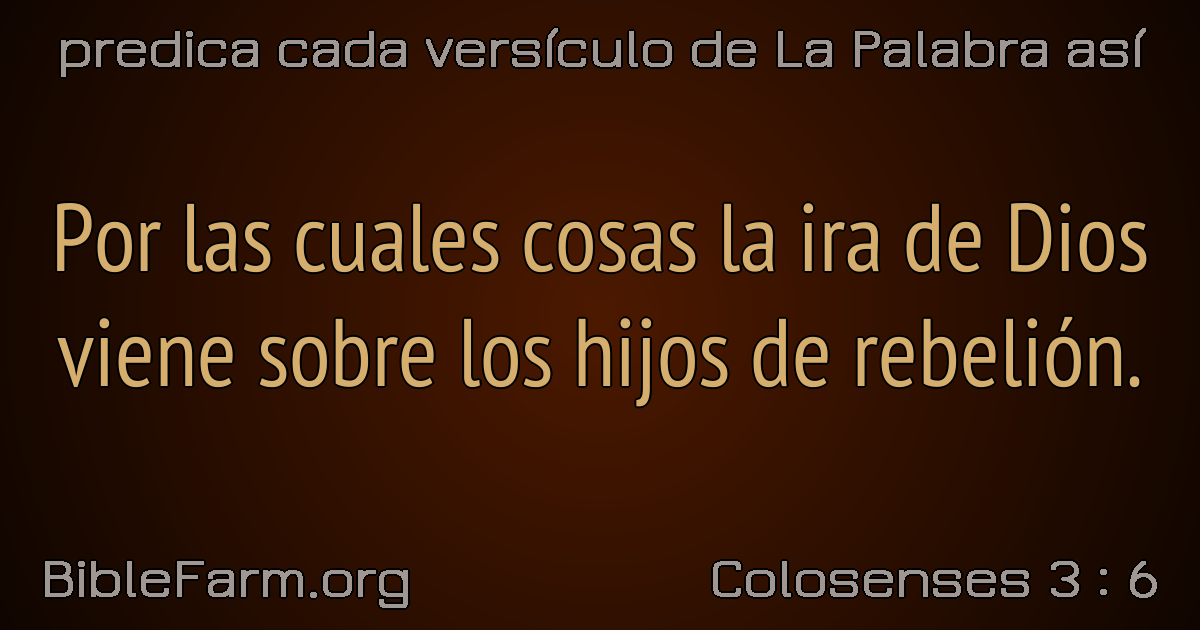 predica cada versículo de La Palabra así
Por las cuales cosas la ira de Dios
viene sobre los hijos de rebelión.
BibleFarm.org
Colosenses 3 : 6